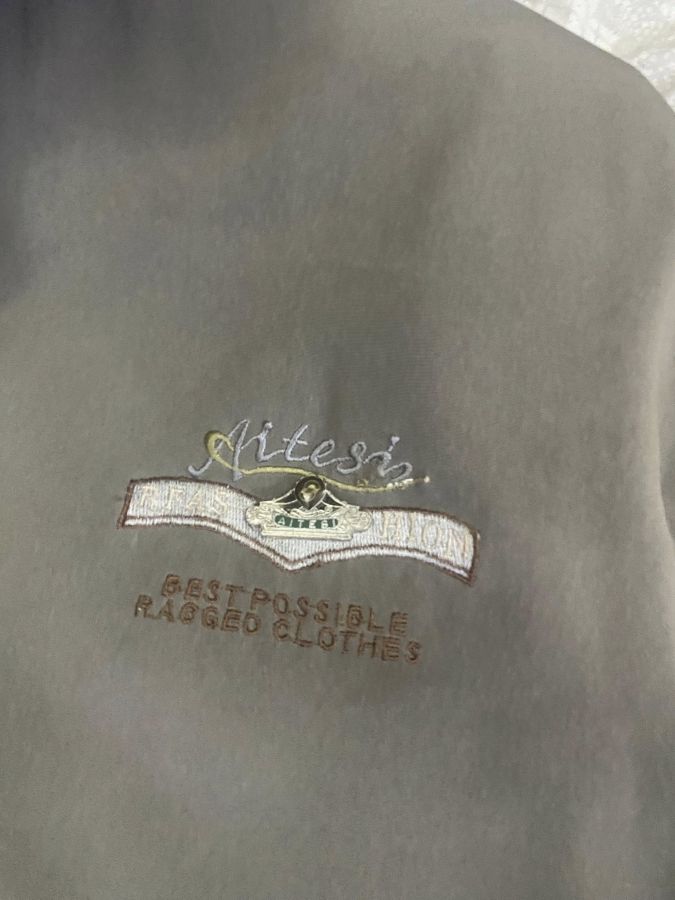 Aitesi
AITESI
BEST POSSIBLE
RAGGED CLOTHES